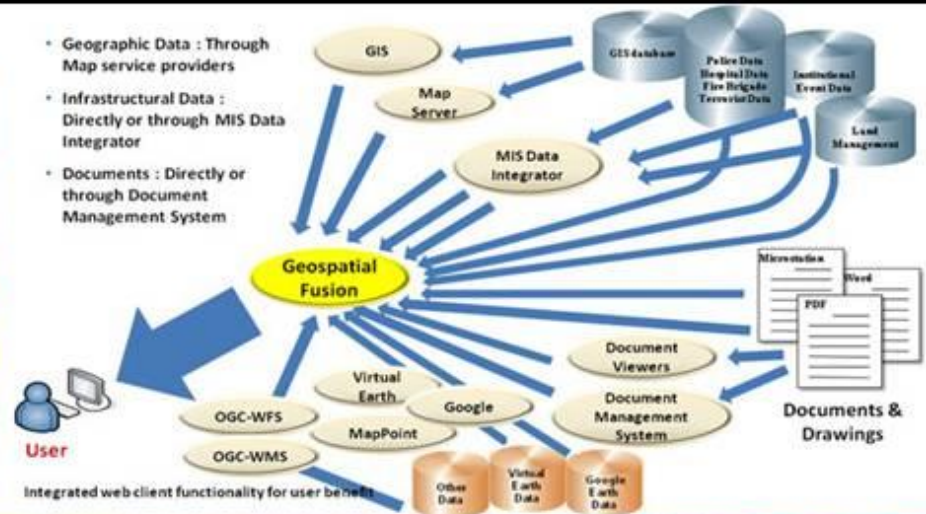 • Geographic Data : Through
Map service providers
• Infrastructural Data :
Directly or through MIS Data
Integrator
• Documents : Directly or
through Document
Management System
GIS
Map
Server
MIS Data
Integrator
GIS database
Police Data
Hospital Data
Fire Brigade
Terrorist Data
Institutional
Event Data
Land
Management
Geospatial
Fusion
Microstation
Word
PDF
Documents &
Drawings
Document
Viewers
Document
Management
System
Virtual
Earth
Google
OGC-WFS
MapPoint
OGC-WMS
User
Other
Data
Virtual
Earth
Data
Google
Earth
Data
Integrated web client functionality for user benefit